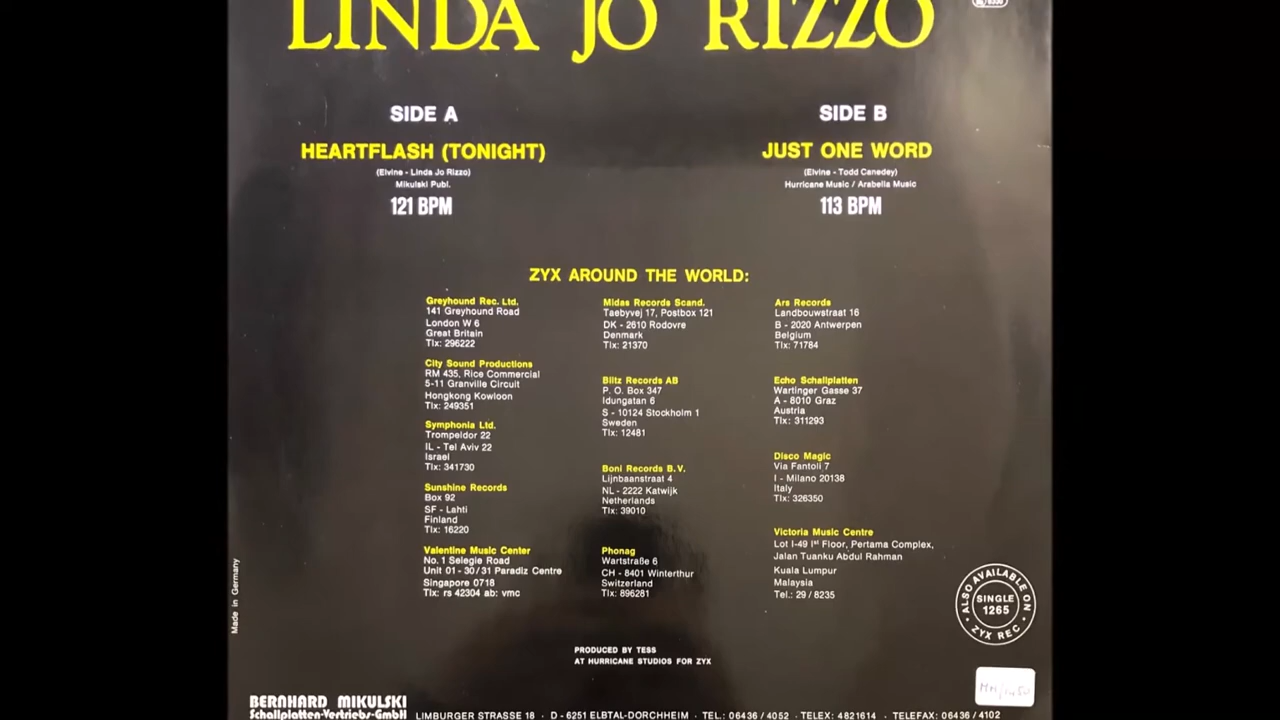 LINDA JO RIZZO
SIDE A
HEARTFLASH (TONIGHT)
(Elvine - Linda Jo Rizzo)
Mikulski Publ.
121 BPM
SIDE B
JUST ONE WORD
(Elvine - Todd Canedey)
Hurricane Music / Arabella Music
113 BPM
ZYX AROUND THE WORLD:
Greyhound Rec. Ltd.
141 Greyhound Road
London W 6
Great Britain
Tlx: 296222
City Sound Productions
RM 435, Rice Commercial
5-11 Granville Circuit
Hongkong Kowloon
Tlx: 249351
Symphonia Ltd.
Trompeldor 22
IL - Tel Aviv 22
Israel
Tlx: 341730
Sunshine Records
Box 92
SF - Lahti
Finland
Tlx: 16220
Valentine Music Center
No. 1 Selegie Road
Unit 01 - 30/31 Paradiz Centre
Singapore 0718
Tlx: rs 42304 ab: vmc
Midas Records Scand.
Taebyvej 17, Postbox 121
DK - 2610 Rodovre
Denmark
Tlx: 21370
Blitz Records AB
P. O. Box 347
Idungatan 6
S - 10124 Stockholm 1
Sweden
Tlx: 12481
Boni Records B.V.
Lijnbaanstraat 4
NL - 2222 Katwijk
Netherlands
Tlx: 39010
Phonag
Wartstraße 6
CH - 8401 Winterthur
Switzerland
Tlx: 896281
Ars Records
Landbouwstraat 16
B - 2020 Antwerpen
Belgium
Tlx: 71784
Echo Schallplatten
Wartinger Gasse 37
A - 8010 Graz
Austria
Tlx: 311293
Disco Magic
Via Fantoli 7
I - Milano 20138
Italy
Tlx: 326350
Victoria Music Centre
Lot I-49 Ist Floor, Pertama Complex,
Jalan Tuanku Abdul Rahman
Kuala Lumpur
Malaysia
Tel.: 29 / 8235
Made in Germany
ALSO AVAILABLE ON
SINGLE
1265
ZYX REC
PRODUCED BY TESS
AT HURRICANE STUDIOS FOR ZYX
BERNHARD MIKULSKI
Schallplatten-Vertriebs-GmbH
LIMBURGER STRASSE 18 · D - 6251 ELBTAL-DORCHHEIM · TEL.: 06436 / 4052 · TELEX: 4821614 · TELEFAX: 06436 / 4102